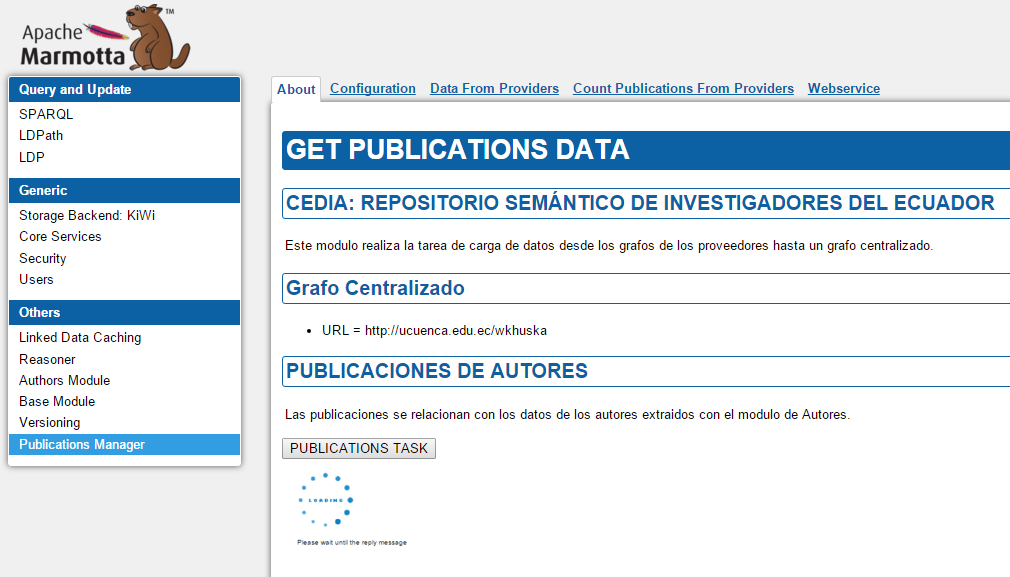 Apache
Marmotta
TM
Query and Update
SPARQL
LDPath
LDP
Generic
Storage Backend: KiWi
Core Services
Security
Users
Others
Linked Data Caching
Reasoner
Authors Module
Base Module
Versioning
Publications Manager
About Configuration Data From Providers Count Publications From Providers Webservice
GET PUBLICATIONS DATA
CEDIA: REPOSITORIO SEMÁNTICO DE INVESTIGADORES DEL ECUADOR
Este modulo realiza la tarea de carga de datos desde los grafos de los proveedores hasta un grafo centralizado.
Grafo Centralizado
• URL = http://ucuenca.edu.ec/wkhuska
PUBLICACIONES DE AUTORES
Las publicaciones se relacionan con los datos de los autores extraidos con el modulo de Autores.
PUBLICATIONS TASK
LOADING
Please wait until the reply message